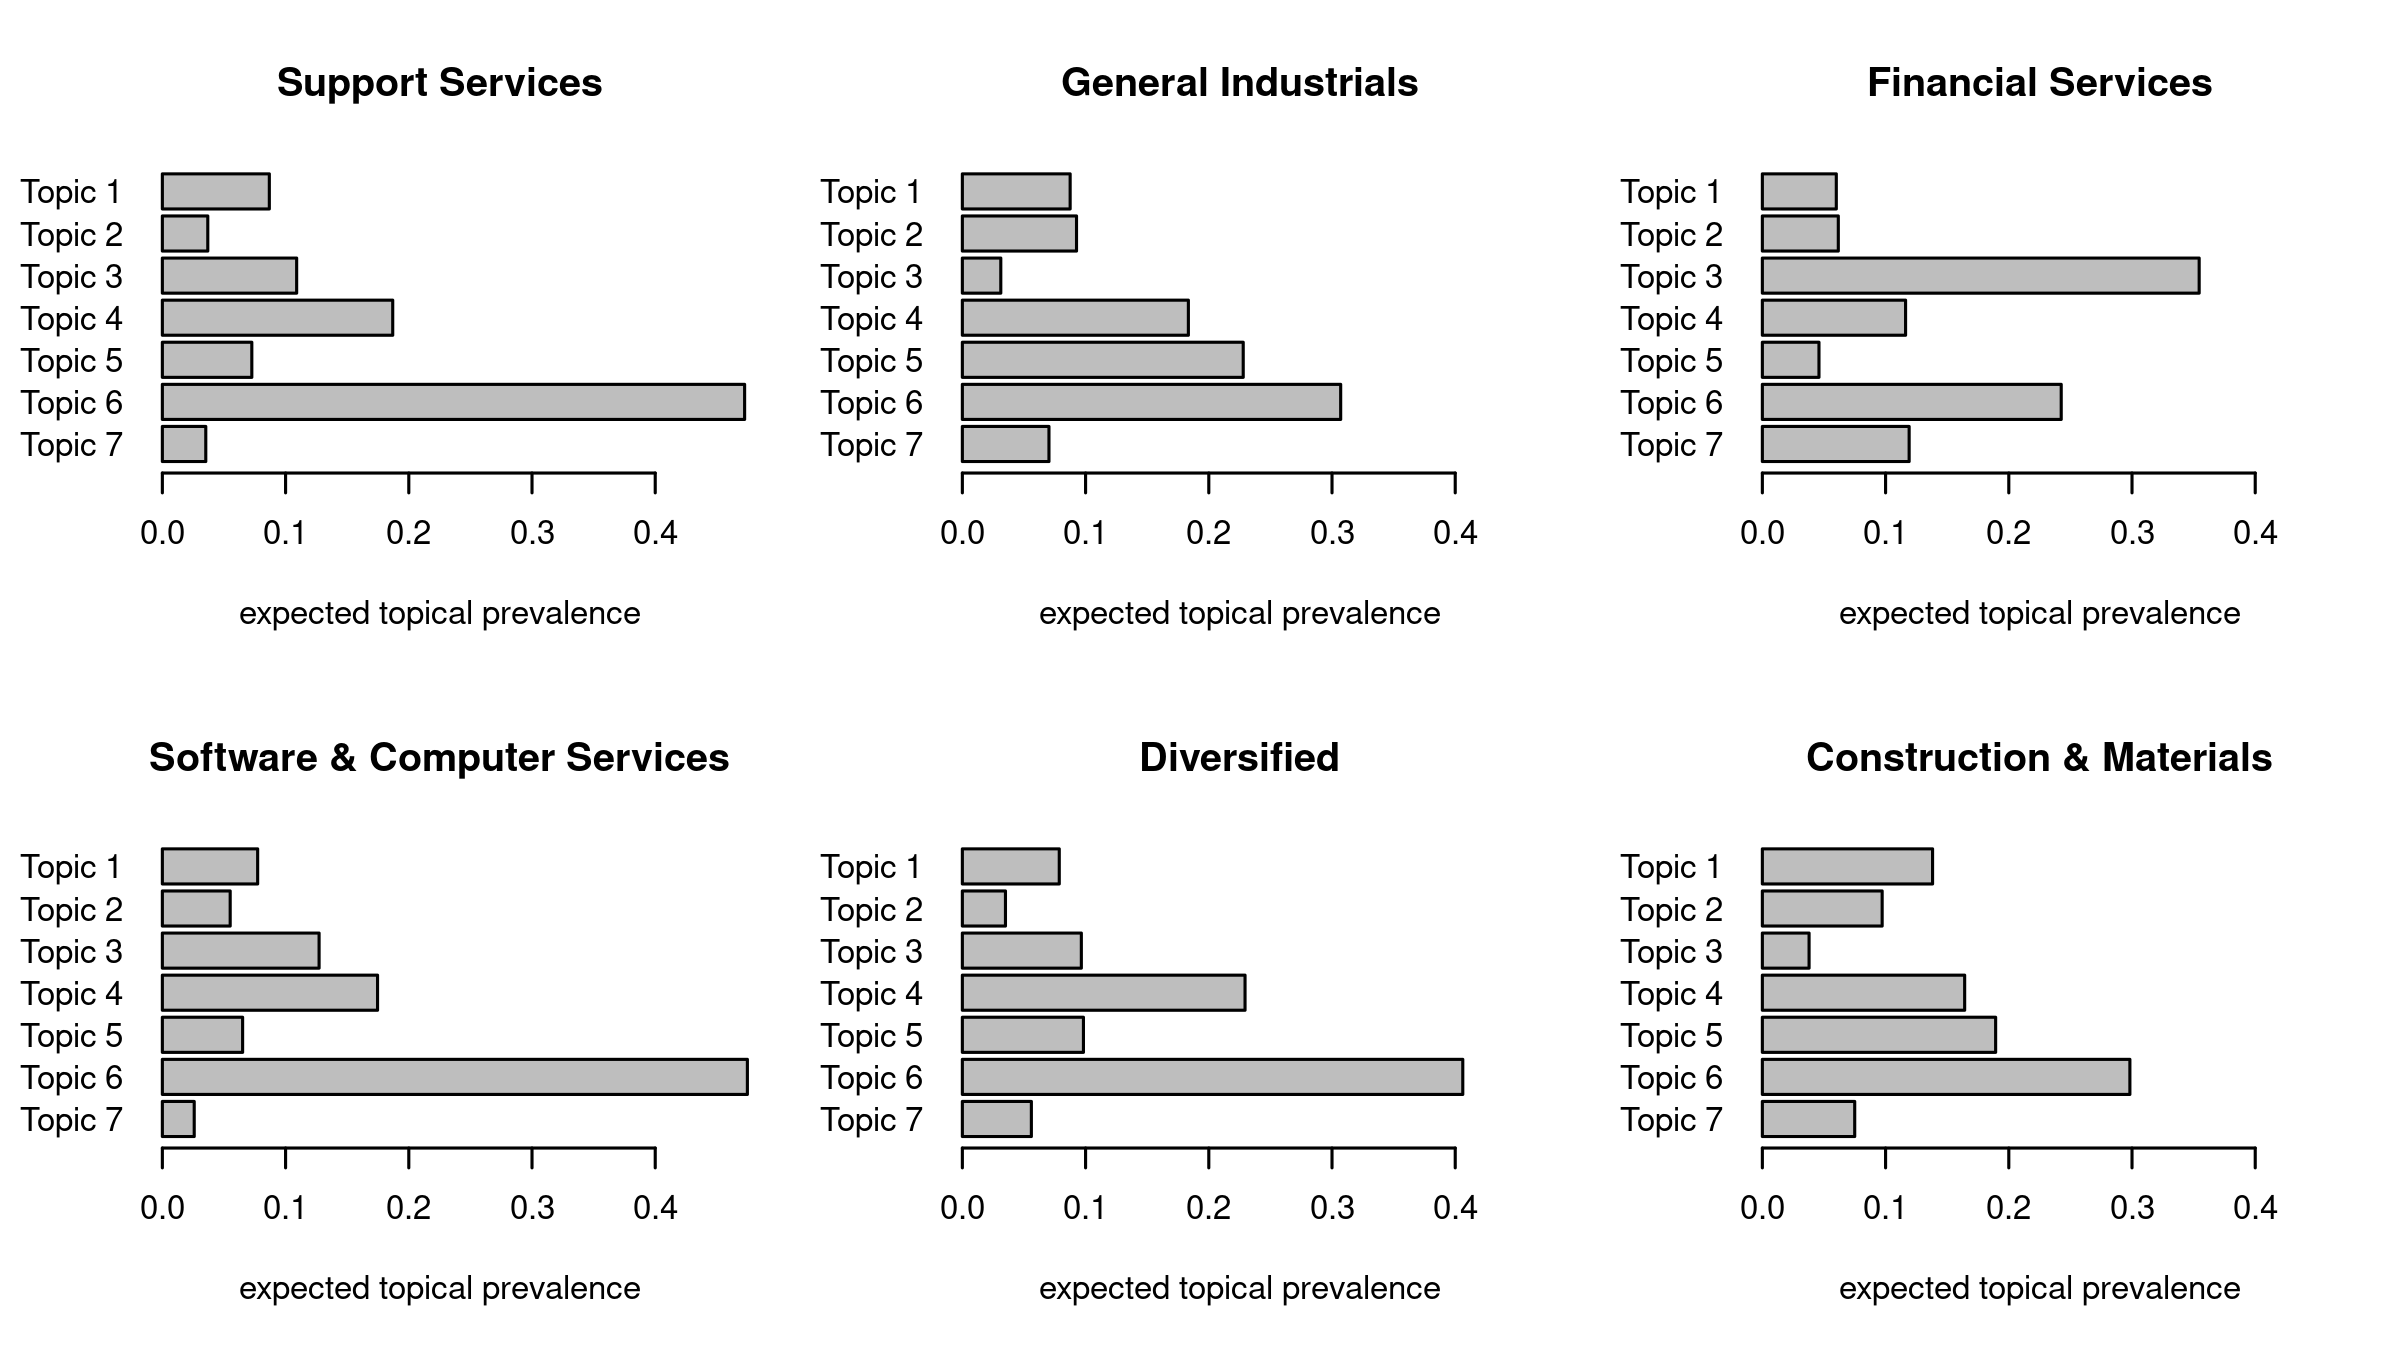 Support Services
Topic 1
Topic 2
Topic 3
Topic 4
Topic 5
Topic 6
Topic 7
0.0 0.1 0.2 0.3 0.4
expected topical prevalence
General Industrials
Topic 1
Topic 2
Topic 3
Topic 4
Topic 5
Topic 6
Topic 7
0.0 0.1 0.2 0.3 0.4
expected topical prevalence
Financial Services
Topic 1
Topic 2
Topic 3
Topic 4
Topic 5
Topic 6
Topic 7
0.0 0.1 0.2 0.3 0.4
expected topical prevalence
Software & Computer Services
Topic 1
Topic 2
Topic 3
Topic 4
Topic 5
Topic 6
Topic 7
0.0 0.1 0.2 0.3 0.4
expected topical prevalence
Diversified
Topic 1
Topic 2
Topic 3
Topic 4
Topic 5
Topic 6
Topic 7
0.0 0.1 0.2 0.3 0.4
expected topical prevalence
Construction & Materials
Topic 1
Topic 2
Topic 3
Topic 4
Topic 5
Topic 6
Topic 7
0.0 0.1 0.2 0.3 0.4
expected topical prevalence